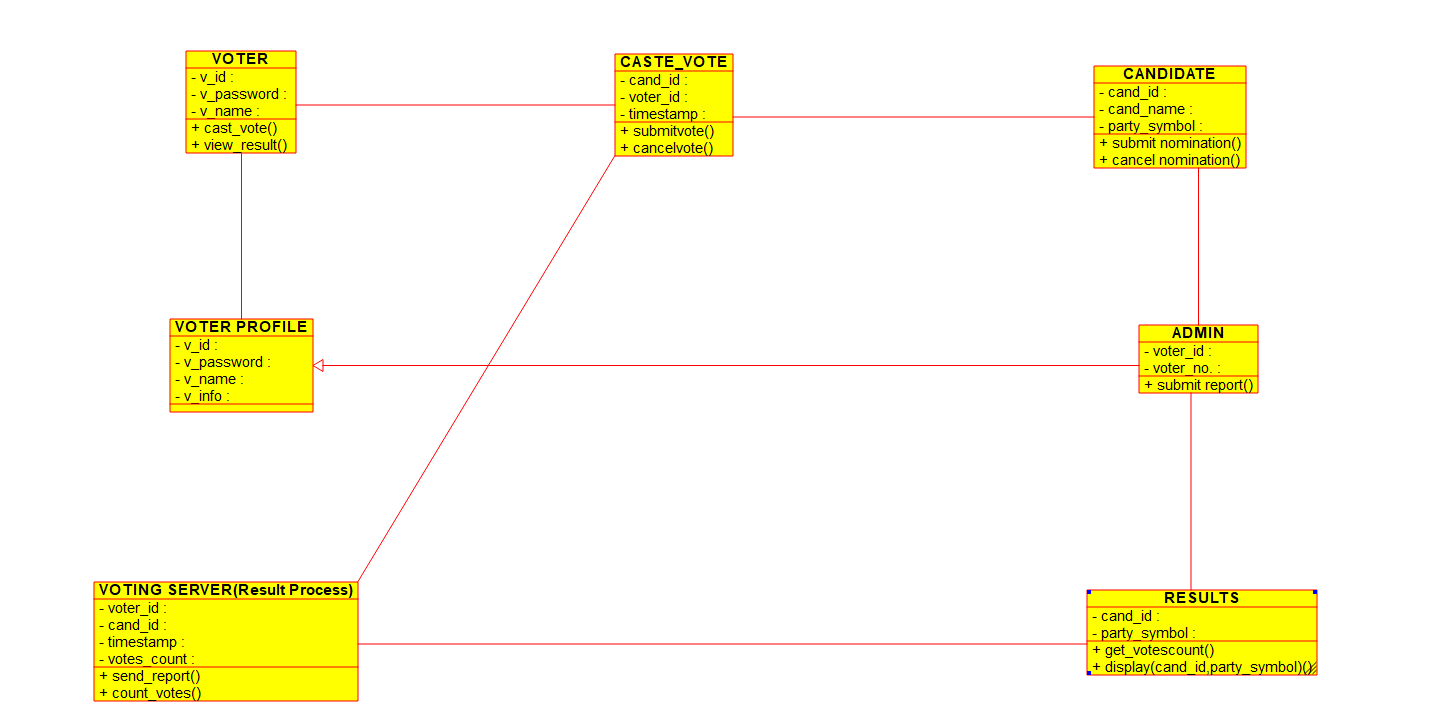 VOTER
- v_id :
- v_password :
- v_name :
+ cast_vote()
+ view_result()
CASTE_VOTE
- cand_id :
- voter_id :
- timestamp :
+ submitvote()
+ cancelvote()
CANDIDATE
- cand_id :
- cand_name :
- party_symbol :
+ submit nomination()
+ cancel nomination()
VOTER PROFILE
- v_id :
- v_password :
- v_name :
- v_info :
ADMIN
- voter_id :
- voter_no. :
+ submit report()
VOTING SERVER(Result Process)
- voter_id :
- cand_id :
- timestamp :
- votes_count :
+ send_report()
+ count_votes()
RESULTS
- cand_id :
- party_symbol :
+ get_votescount()
+ display(cand_id,party_symbol)()